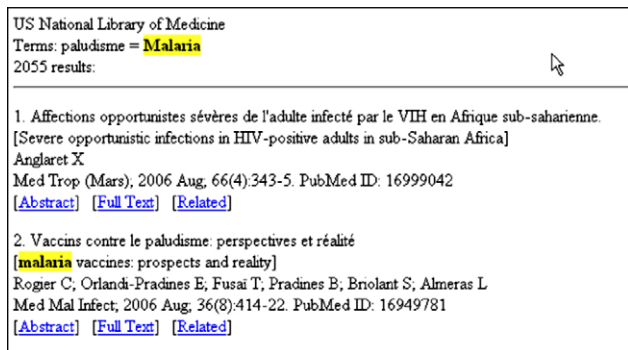 US National Library of Medicine
Terms: paludisme = Malaria
2055 results:
1. Affections opportunistes sévères de l'adulte infecté par le VIH en Afrique sub-saharienne.
[Severe opportunistic infections in HIV-positive adults in sub-Saharan Africa]
Anglaret X
Med Trop (Mars); 2006 Aug; 66(4):343-5. PubMed ID: 16999042
[Abstract] [Full Text] [Related]
2. Vaccins contre le paludisme: perspectives et réalité
[malaria vaccines: prospects and reality]
Rogier C; Orlandi-Pradines E; Fusaï T; Pradines B; Briolant S; Almeras L
Med Mal Infect; 2006 Aug; 36(8):414-22. PubMed ID: 16949781
[Abstract] [Full Text] [Related]